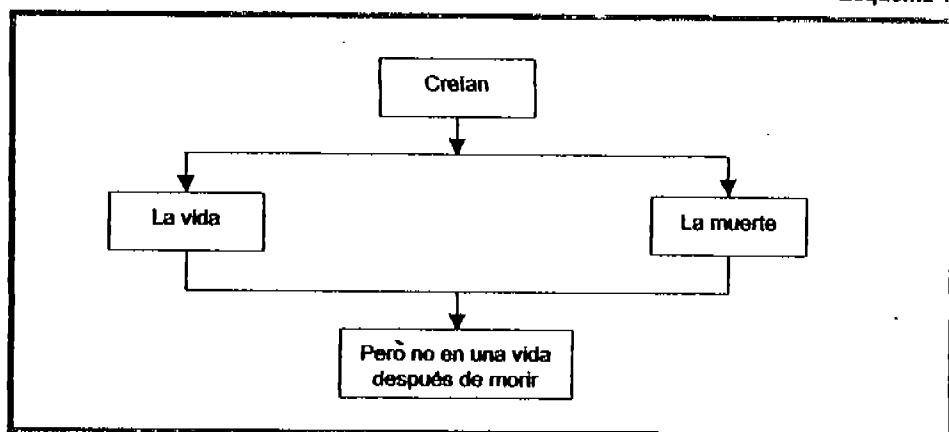 Creían
La vida
La muerte
Pero no en una vida
después de morir